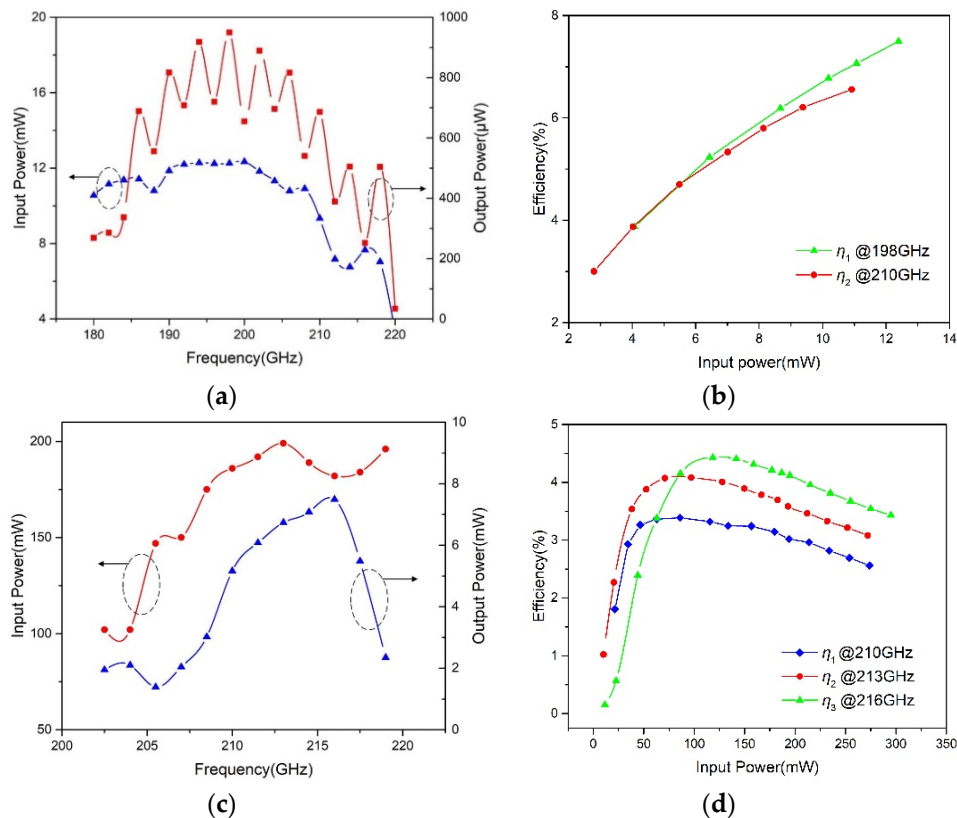 20
16
12
8
4
Input Power(mW)
1000
800
600
400
200
0
Output Power(µW)
180 190 200 210 220
Frequency(GHz)
(a)
8
6
4
2
Efficiency(%)
η1 @198GHz
η2 @210GHz
2 4 6 8 10 12 14
Input power(mW)
(b)
200
150
100
50
Input Power(mW)
10
8
6
4
2
0
Output Power(mW)
200 205 210 215 220
Frequency(GHz)
(c)
5
4
3
2
1
0
Efficiency(%)
η1 @210GHz
η2 @213GHz
η3 @216GHz
0 50 100 150 200 250 300 350
Input Power(mW)
(d)